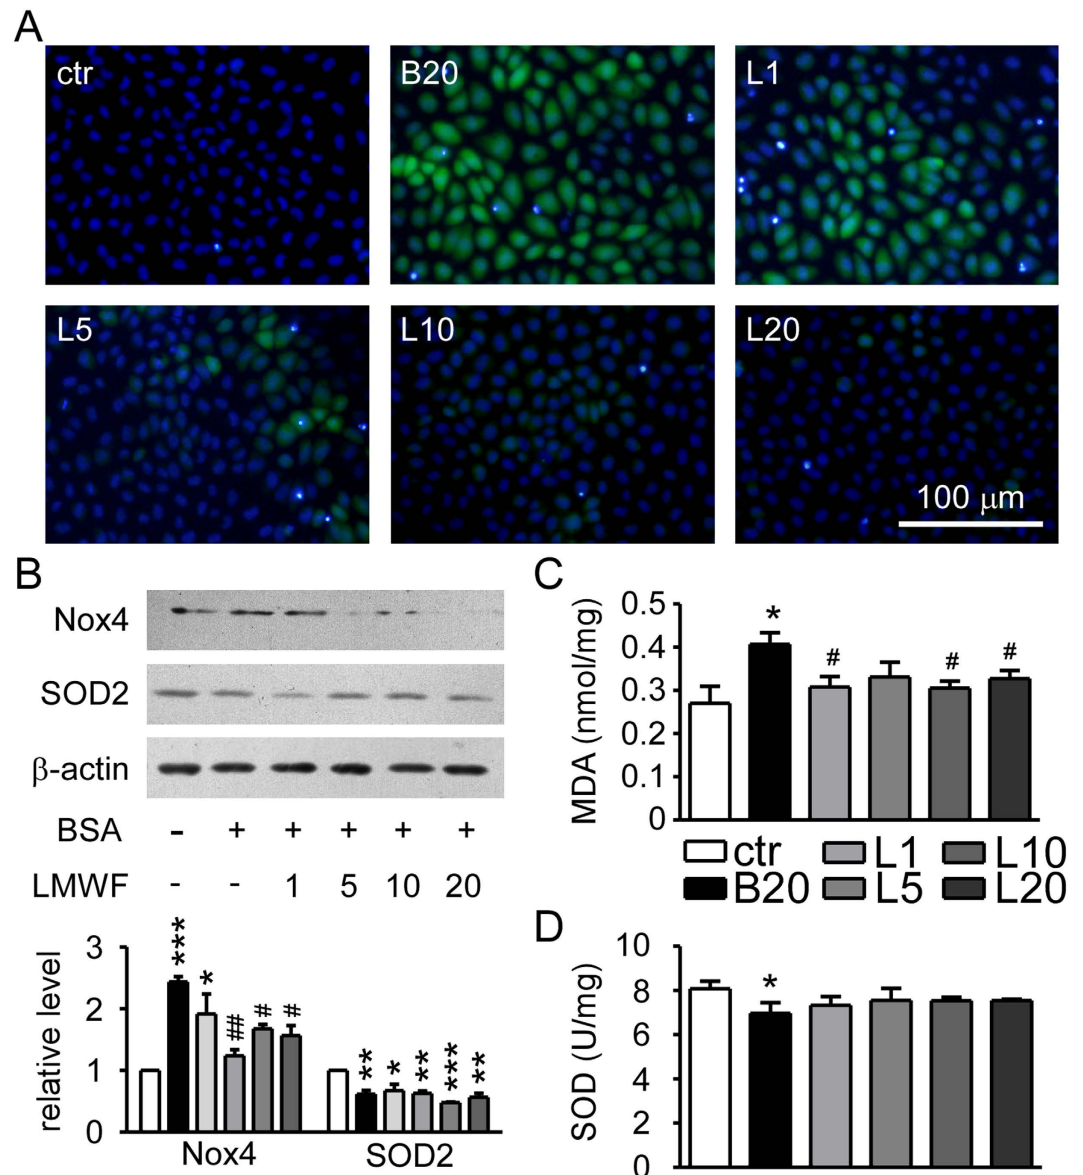 A
ctr
B20
L1
L5
L10
L20
100 μm
B
Nox4
SOD2
β-actin
BSA - + + + + +
LMWF - - 1 5 10 20
relative level
3
2
1
0
***
*
##
#
#
**
*
**
***
**
Nox4 SOD2
C
MDA (nmol/mg)
0.5
0.4
0.3
0.2
0.1
0
*
#
#
#
ctr L1 L10
B20 L5 L20
D
SOD (U/mg)
10
8
6
4
2
0
*